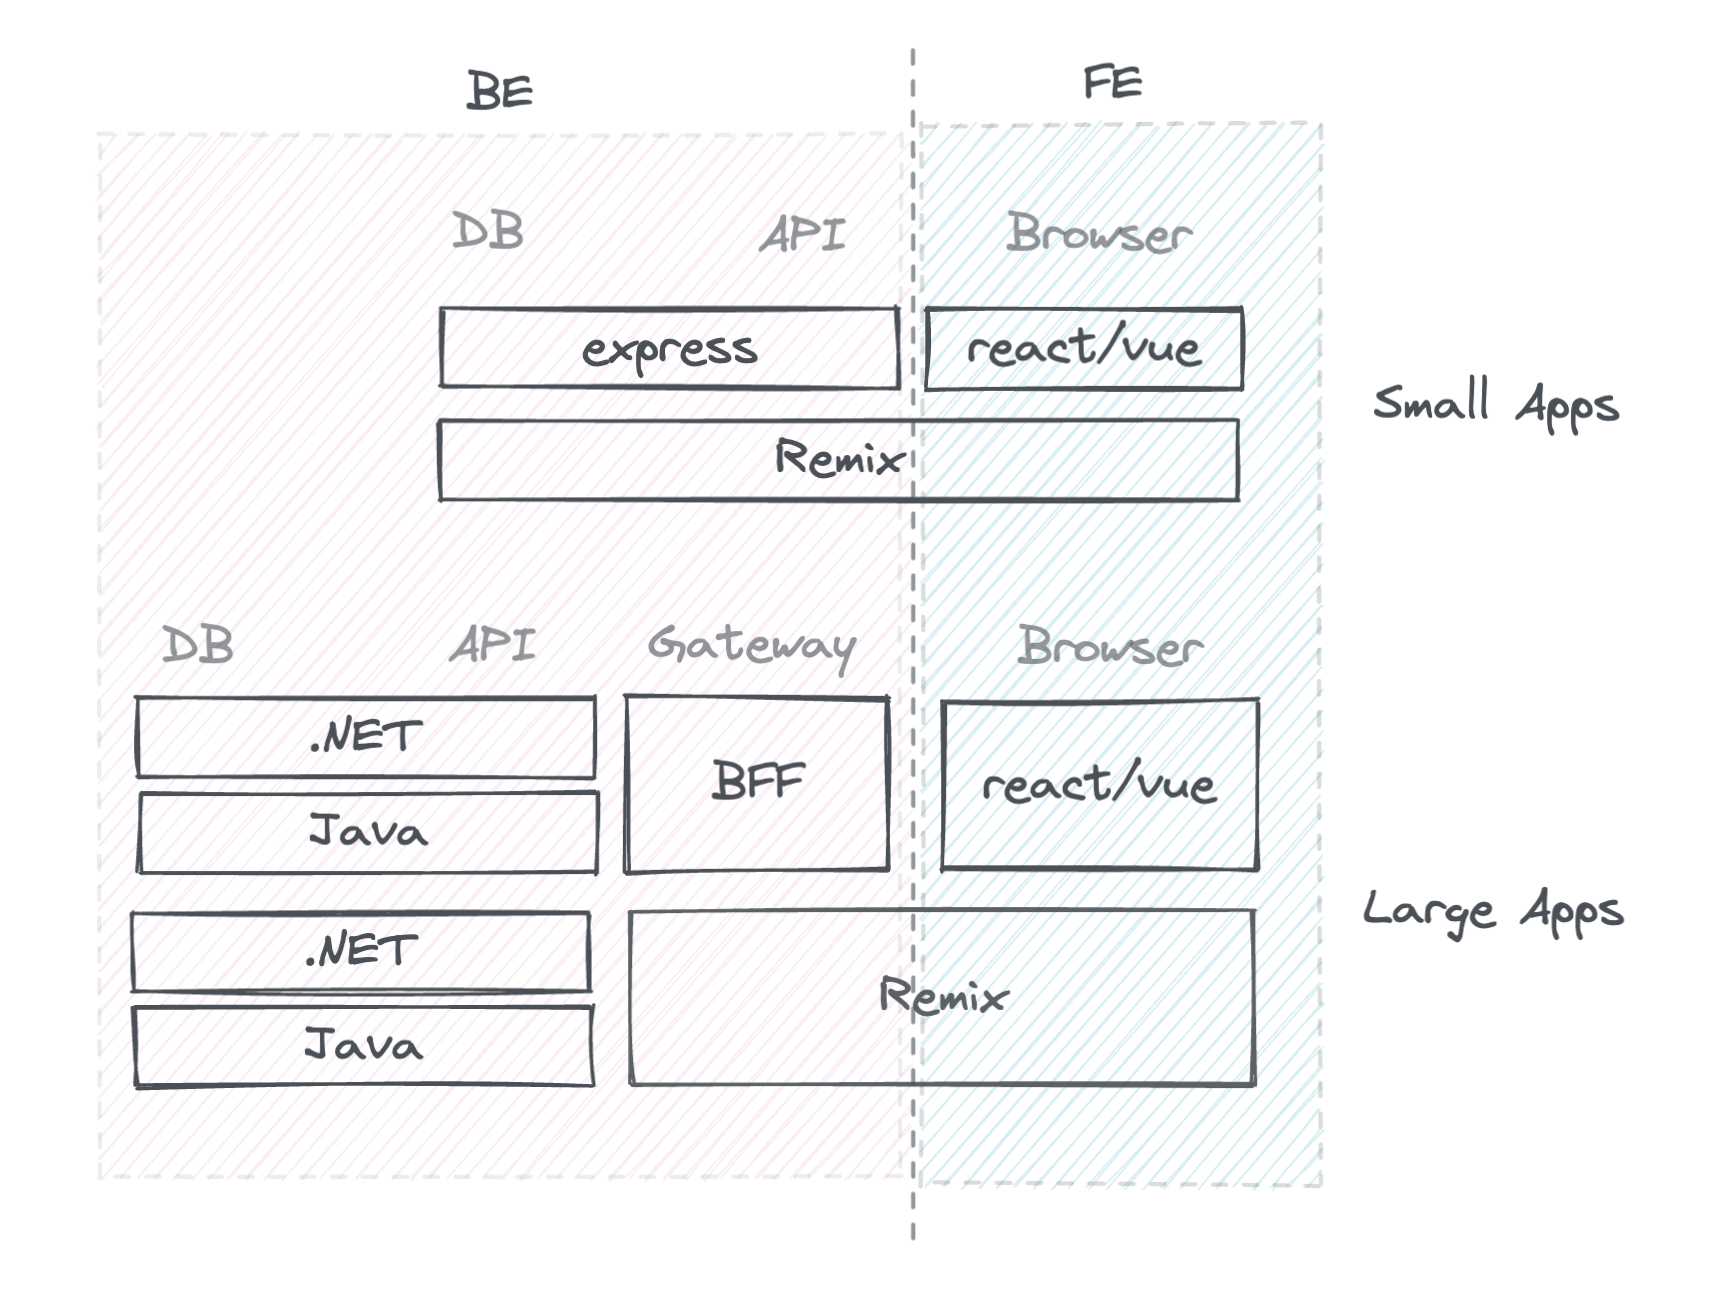 BE
FE
DB
API
Browser
express
react/vue
Small Apps
Remix
DB
API
Gateway
Browser
.NET
BFF
react/vue
Java
Large Apps
.NET
Remix
Java